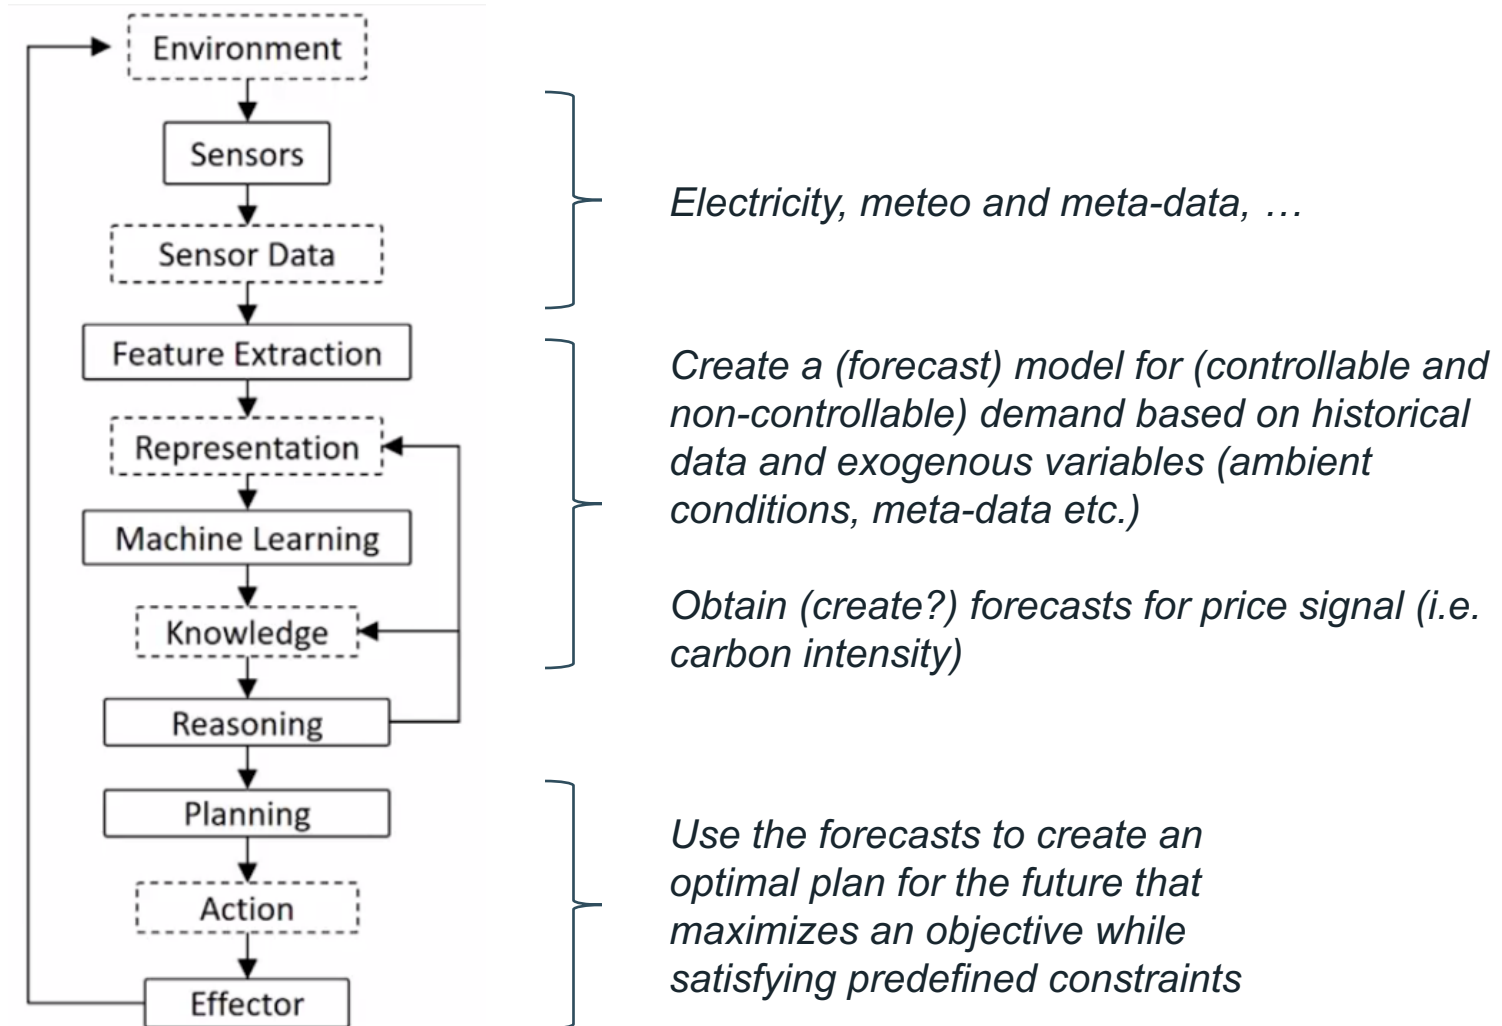 Environment
Sensors
Sensor Data
Feature Extraction
Representation
Machine Learning
Knowledge
Reasoning
Planning
Action
Effector
Electricity, meteo and meta-data, …
Create a (forecast) model for (controllable and
non-controllable) demand based on historical
data and exogenous variables (ambient
conditions, meta-data etc.)
Obtain (create?) forecasts for price signal (i.e.
carbon intensity)
Use the forecasts to create an
optimal plan for the future that
maximizes an objective while
satisfying predefined constraints